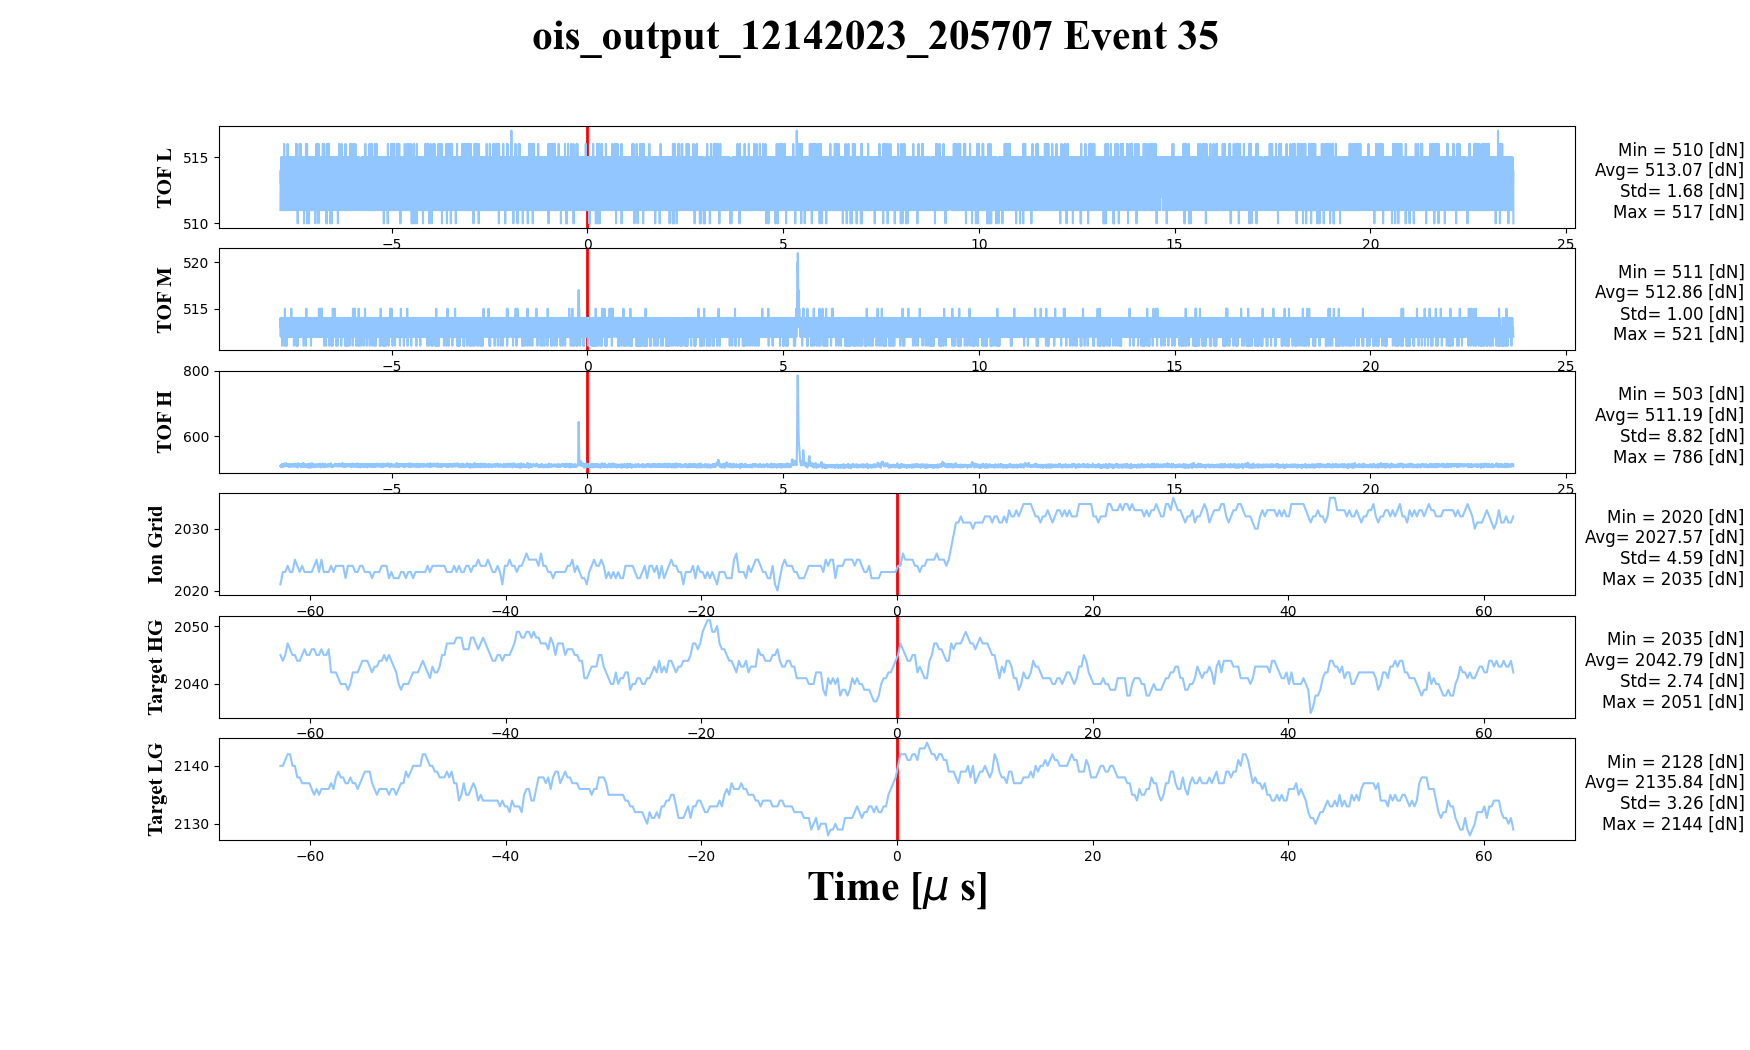 ois_output_12142023_205707 Event 35
TOF L
515
510
−5 0 5 10 15 20 25
Min = 510 [dN]
Avg= 513.07 [dN]
Std= 1.68 [dN]
Max = 517 [dN]
TOF M
520
515
−5 0 5 10 15 20 25
Min = 511 [dN]
Avg= 512.86 [dN]
Std= 1.00 [dN]
Max = 521 [dN]
TOF H
800
600
−5 0 5 10 15 20 25
Min = 503 [dN]
Avg= 511.19 [dN]
Std= 8.82 [dN]
Max = 786 [dN]
Ion Grid
2030
2020
−60 −40 −20 0 20 40 60
Min = 2020 [dN]
Avg= 2027.57 [dN]
Std= 4.59 [dN]
Max = 2035 [dN]
Target HG
2050
2040
−60 −40 −20 0 20 40 60
Min = 2035 [dN]
Avg= 2042.79 [dN]
Std= 2.74 [dN]
Max = 2051 [dN]
Target LG
2140
2130
−60 −40 −20 0 20 40 60
Min = 2128 [dN]
Avg= 2135.84 [dN]
Std= 3.26 [dN]
Max = 2144 [dN]
Time [μ s]